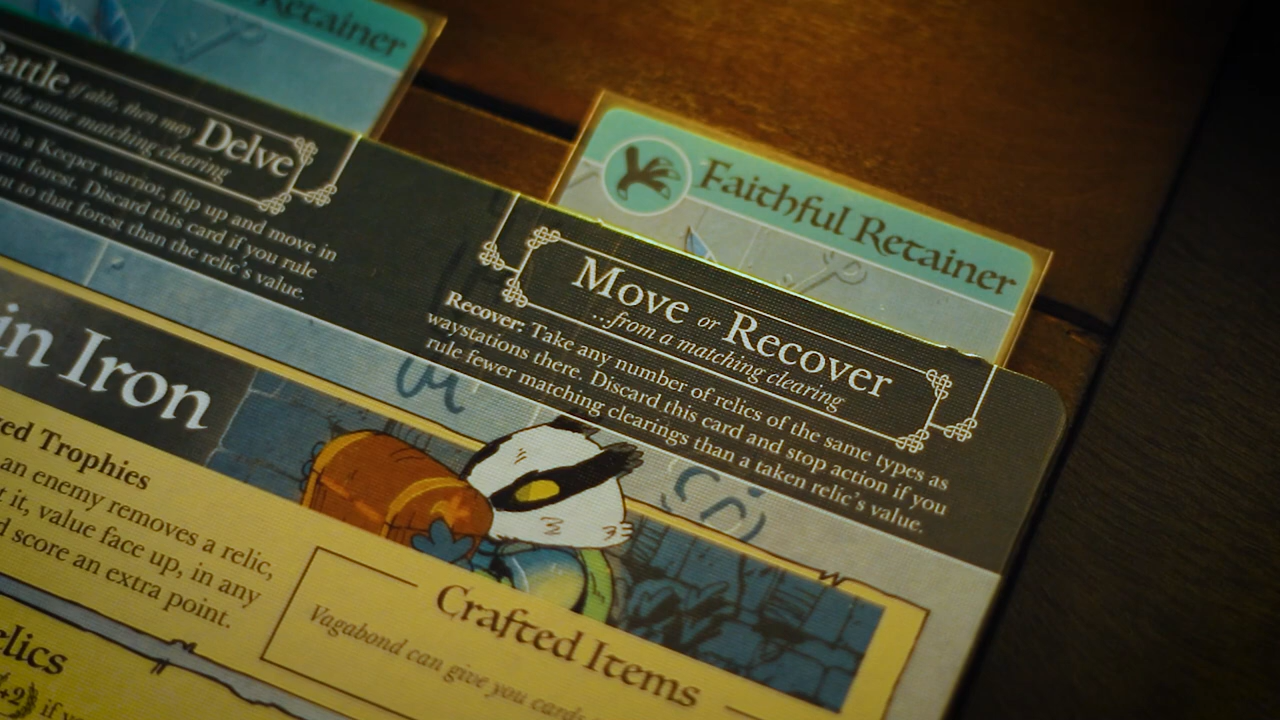 Retainer
Battle if able, then may Delve
the same matching clearing
with a Keeper warrior, flip up and move in
forest. Discard this card if you rule
to that forest than the relic's value.
Faithful Retainer
Move or Recover
...from a matching clearing
Recover: Take any number of relics of the same types as
waystations there. Discard this card and stop action if you
rule fewer matching clearings than a taken relic's value.
in Iron
Trophies
an enemy removes a relic,
it, value face up, in any
score an extra point.
Crafted Items
Vagabond can give you cards
+2 if